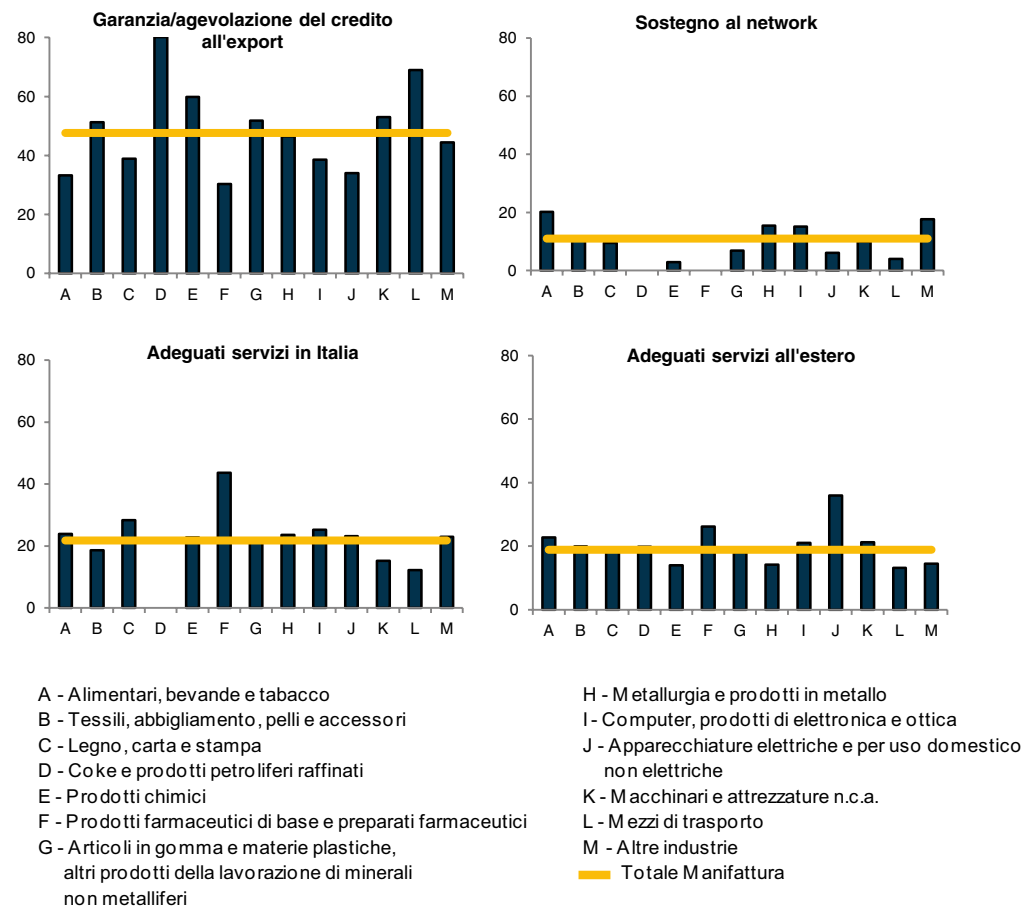 Garanzia/agevolazione del credito
all'export
80
60
40
20
0
A B C D E F G H I J K L M
Sostegno al network
80
60
40
20
0
A B C D E F G H I J K L M
Adeguati servizi in Italia
80
60
40
20
0
A B C D E F G H I J K L M
Adeguati servizi all'estero
80
60
40
20
0
A B C D E F G H I J K L M
A - Alimentari, bevande e tabacco
B - Tessili, abbigliamento, pelli e accessori
C - Legno, carta e stampa
D - Coke e prodotti petroliferi raffinati
E - Prodotti chimici
F - Prodotti farmaceutici di base e preparati farmaceutici
G - Articoli in gomma e materie plastiche,
altri prodotti della lavorazione di minerali
non metalliferi
H - Metallurgia e prodotti in metallo
I - Computer, prodotti di elettronica e ottica
J - Apparecchiature elettriche e per uso domestico
non elettriche
K - Macchinari e attrezzature n.c.a.
L - Mezzi di trasporto
M - Altre industrie
Totale Manifattura